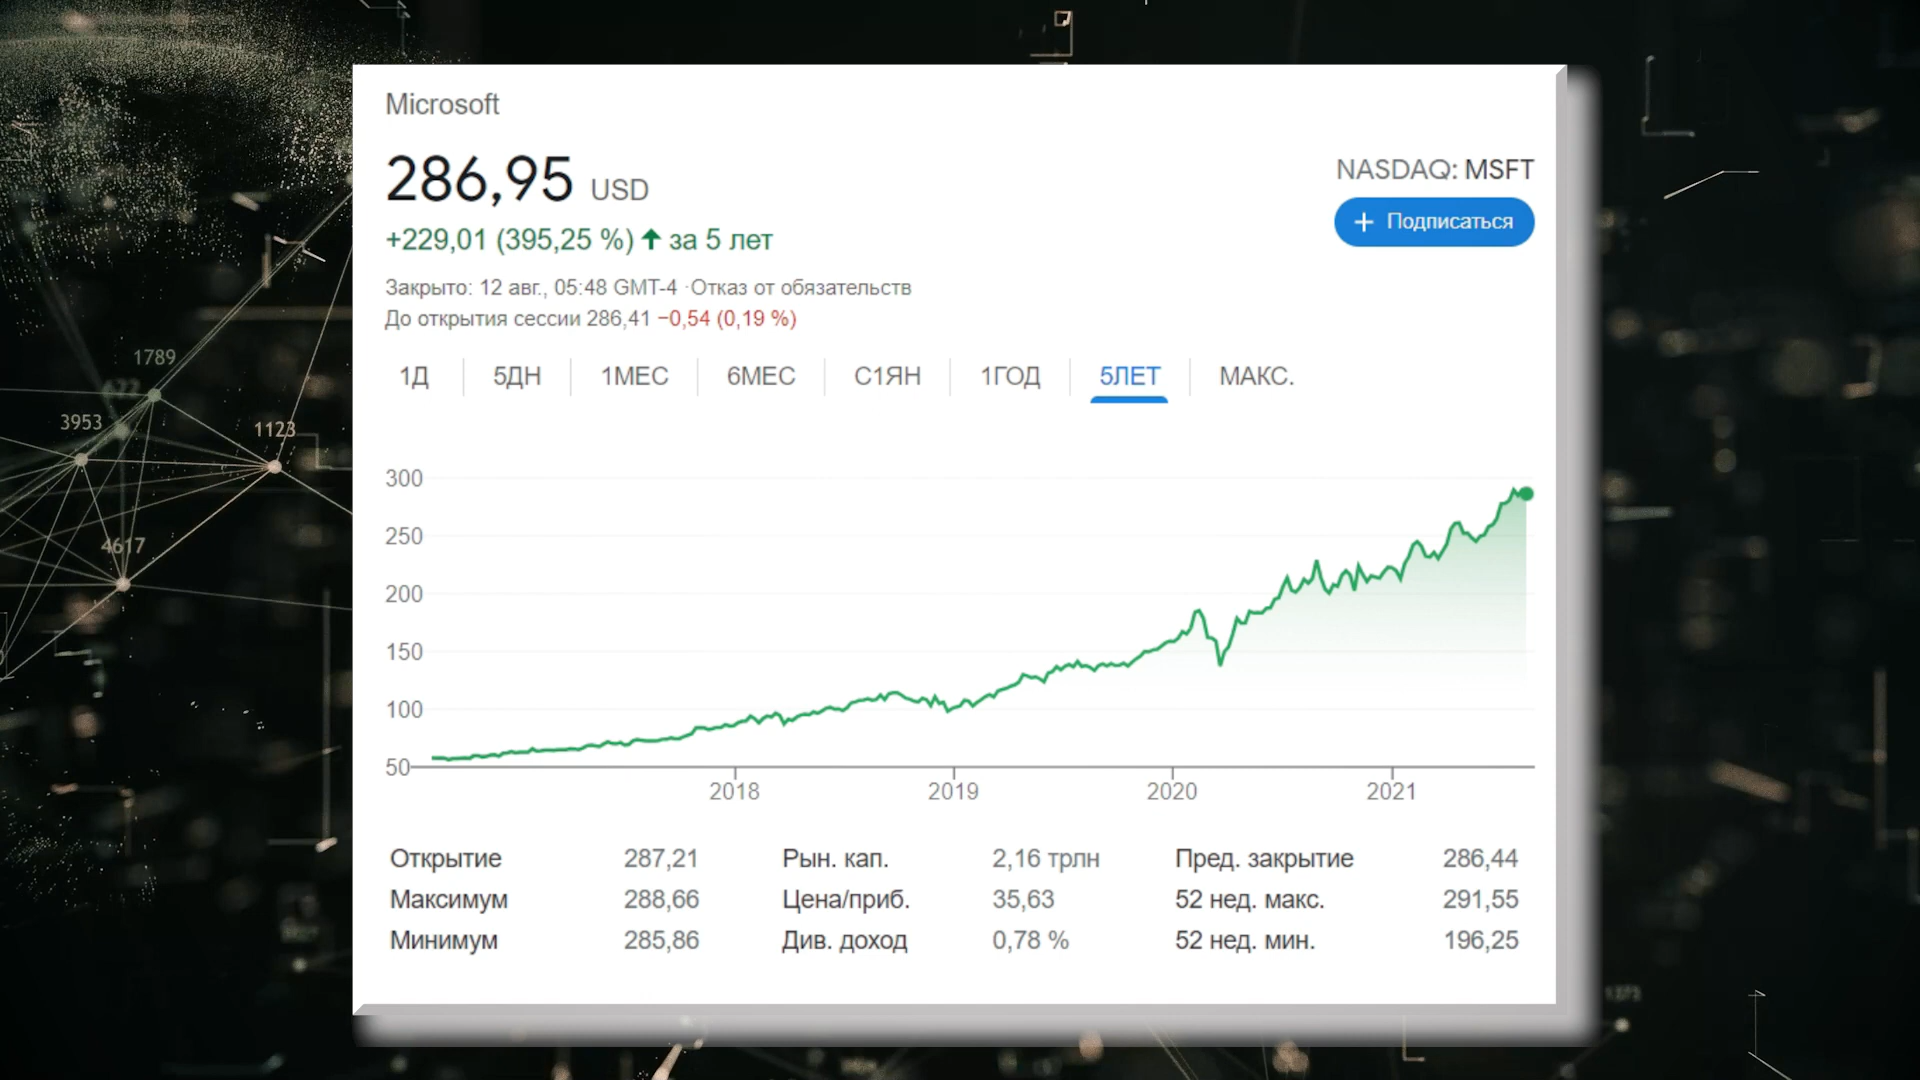 Microsoft
286,95 USD
NASDAQ: MSFT
+ Подписаться
+229,01 (395,25 %) ↑ за 5 лет
Закрыто: 12 авг., 05:48 GMT-4 ·Отказ от обязательств
До открытия сессии 286,41 −0,54 (0,19 %)
1Д 5ДН 1МЕС 6МЕС С1ЯН 1ГОД 5ЛЕТ МАКС.
300
250
200
150
100
50
2018 2019 2020 2021
Открытие 287,21 Рын. кап. 2,16 трлн Пред. закрытие 286,44
Максимум 288,66 Цена/приб. 35,63 52 нед. макс. 291,55
Минимум 285,86 Див. доход 0,78 % 52 нед. мин. 196,25
1789
3953
1123
4617